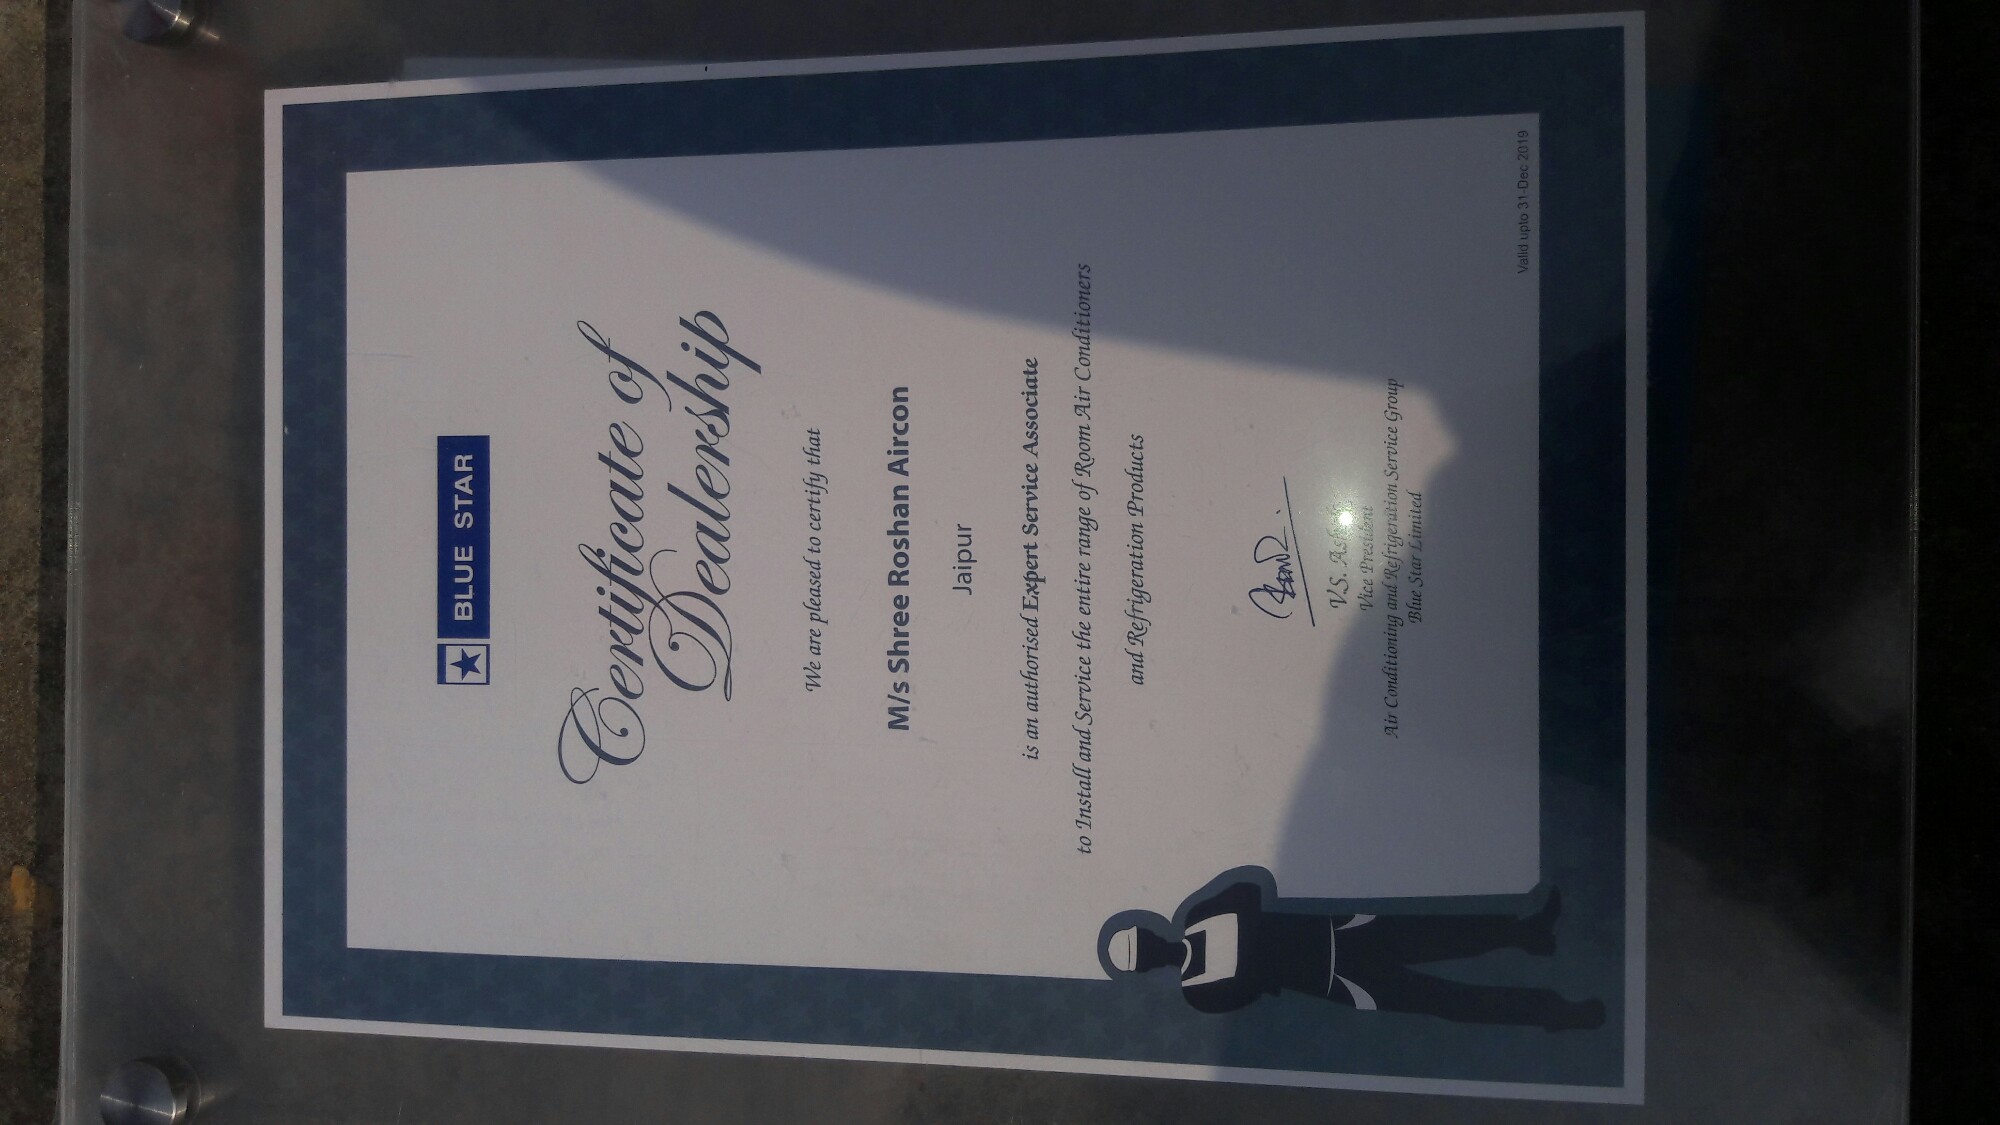 BLUE STAR
Certificate of
Dealership
We are pleased to certify that
M/s Shree Roshan Aircon
Jaipur
is an authorised Expert Service Associate
to Install and Service the entire range of Room Air Conditioners
and Refrigeration Products
V.S.
Vice President
Air Conditioning and Refrigeration Service Group
Blue Star Limited
Valid upto 31-Dec 2019